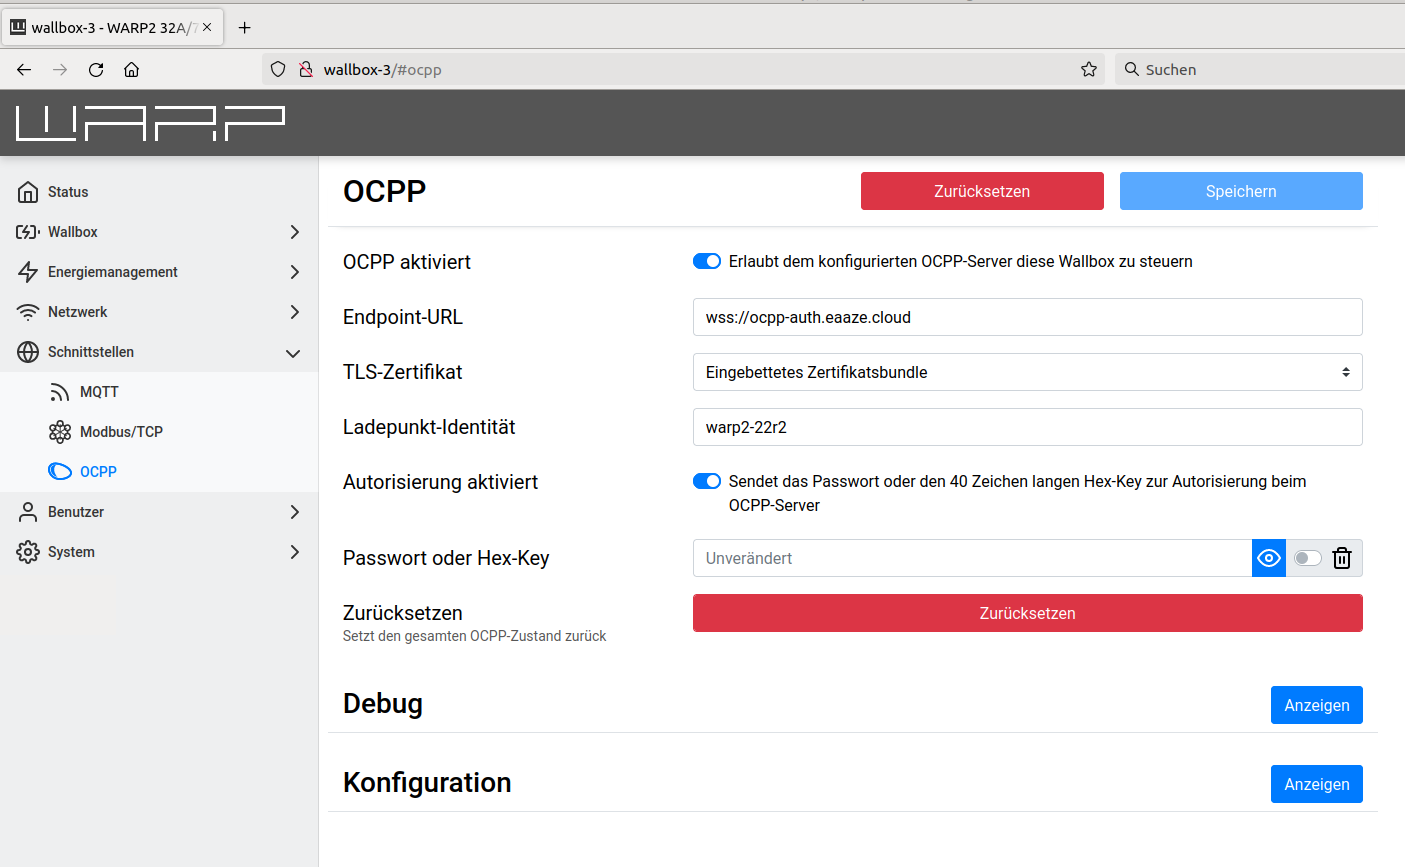 wallbox-3 - WARP2 32A/7
wallbox-3/#ocpp
Suchen
WARP
Status
Wallbox
Energiemanagement
Netzwerk
Schnittstellen
MQTT
Modbus/TCP
OCPP
Benutzer
System
OCPP
Zurücksetzen
Speichern
OCPP aktiviert
Erlaubt dem konfigurierten OCPP-Server diese Wallbox zu steuern
Endpoint-URL
wss://ocpp-auth.eaaze.cloud
TLS-Zertifikat
Eingebettetes Zertifikatsbundle
Ladepunkt-Identität
warp2-22r2
Autorisierung aktiviert
Sendet das Passwort oder den 40 Zeichen langen Hex-Key zur Autorisierung beim
OCPP-Server
Passwort oder Hex-Key
Unverändert
Zurücksetzen
Setzt den gesamten OCPP-Zustand zurück
Zurücksetzen
Debug
Anzeigen
Konfiguration
Anzeigen